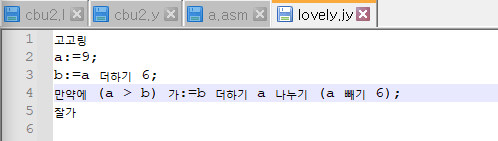 cbu2.l cbu2.y a.asm lovely.jy
1 고고링
2 a:=9;
3 b:=a 더하기 6;
4 만약에 (a > b) 가:=b 더하기 a 나누기 (a 빼기 6);
5 잘가
6